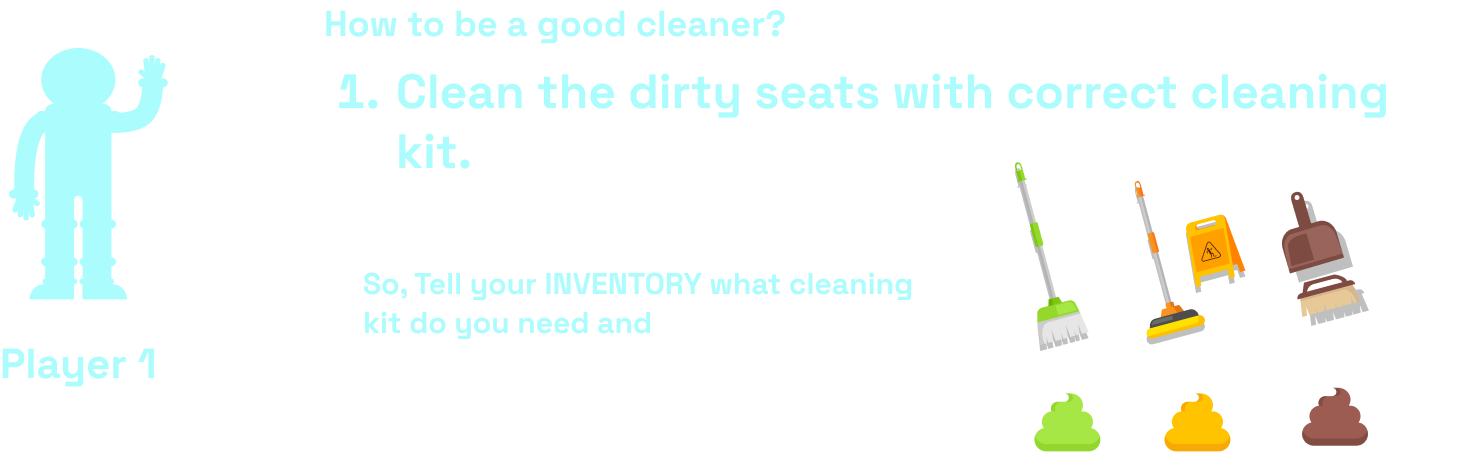 How to be a good cleaner?
1. Clean the dirty seats with correct cleaning
kit.
So, Tell your INVENTORY what cleaning
kit do you need and
Player 1